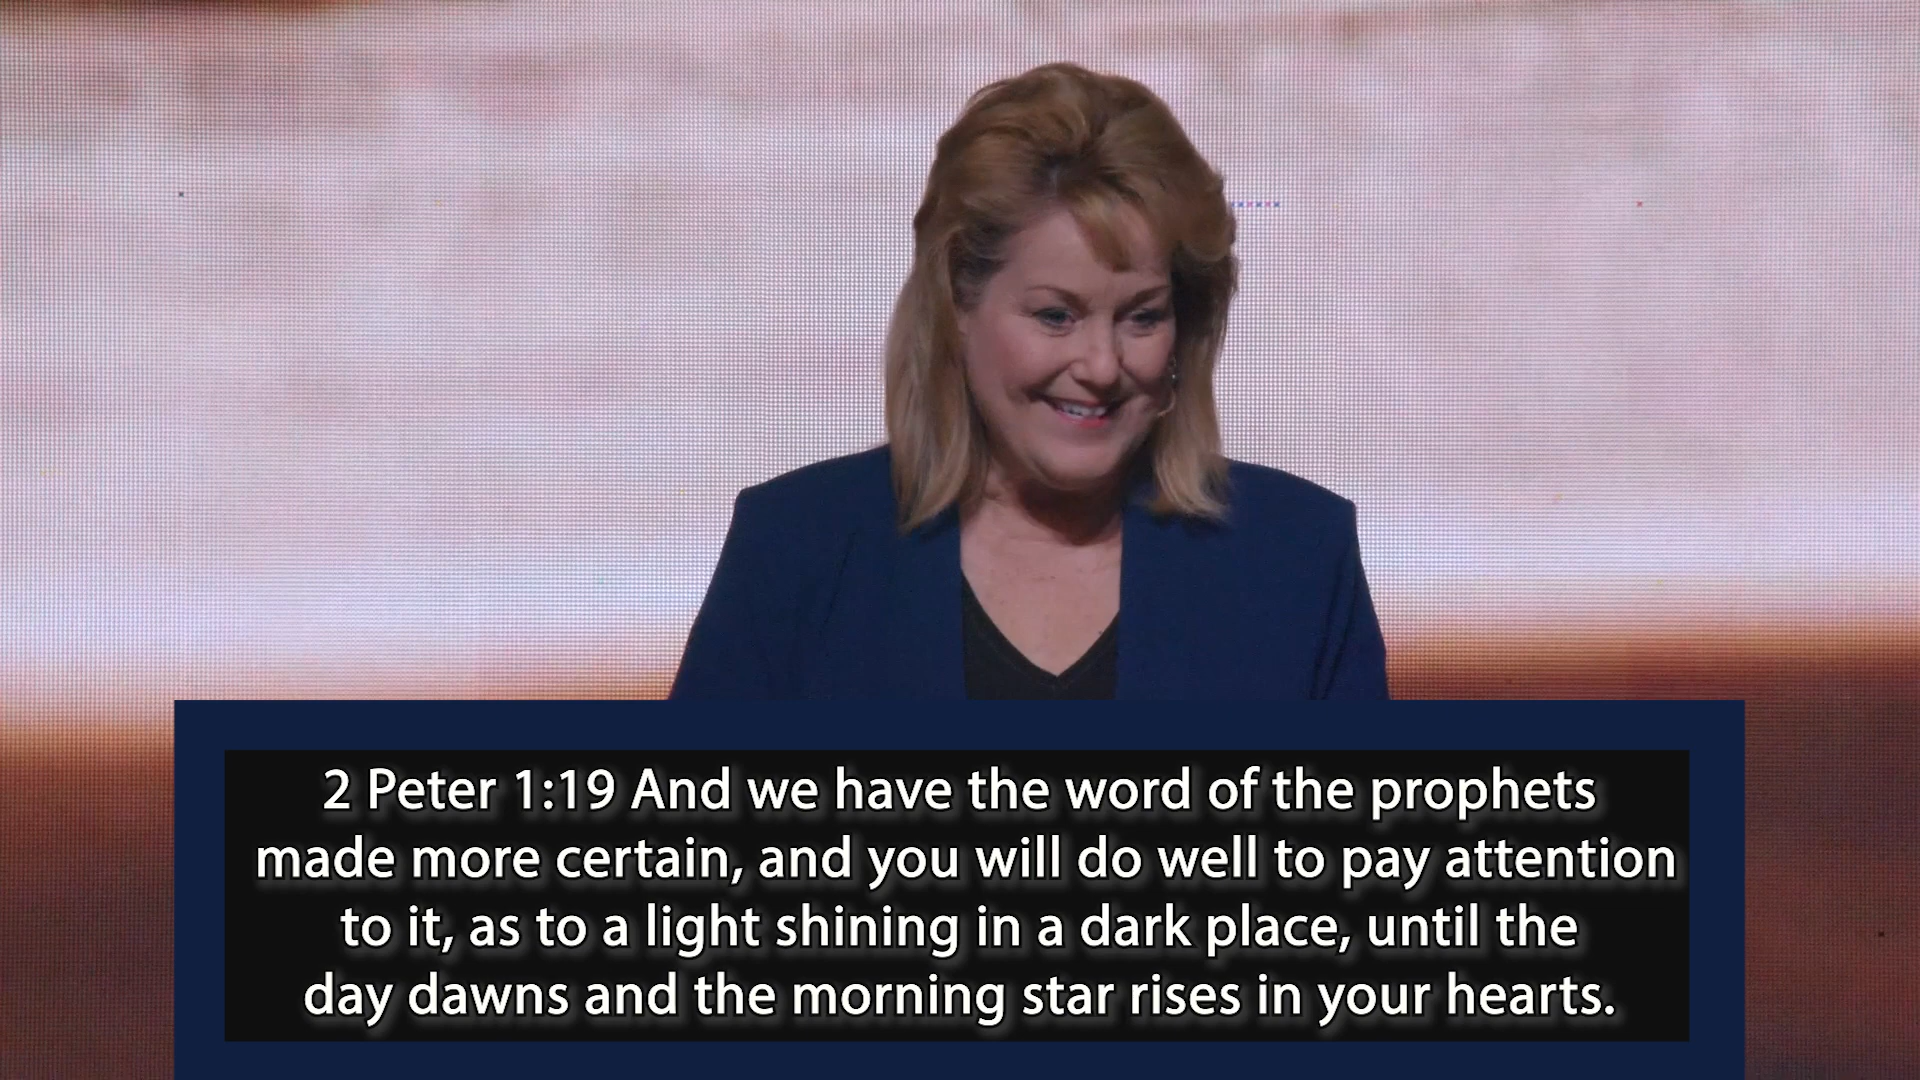 2 Peter 1:19 And we have the word of the prophets
made more certain, and you will do well to pay attention
to it, as to a light shining in a dark place, until the
day dawns and the morning star rises in your hearts.